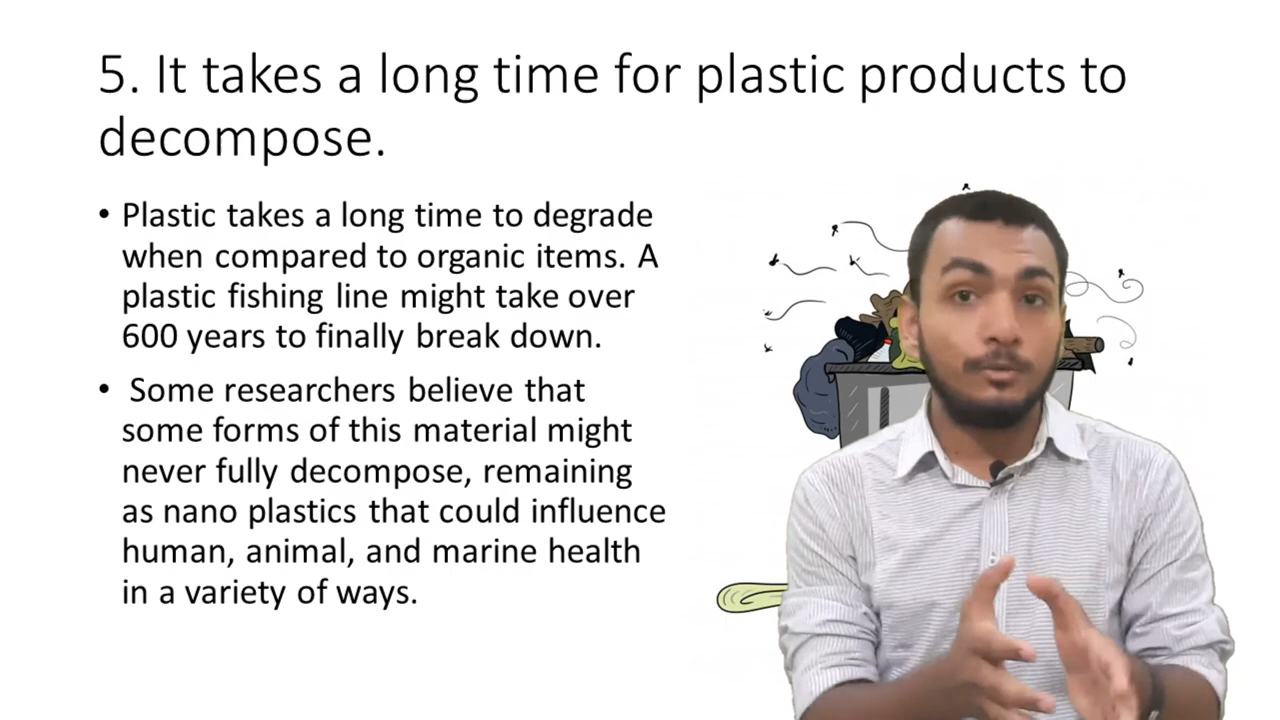 5. It takes a long time for plastic products to
decompose.
• Plastic takes a long time to degrade
when compared to organic items. A
plastic fishing line might take over
600 years to finally break down.
• Some researchers believe that
some forms of this material might
never fully decompose, remaining
as nano plastics that could influence
human, animal, and marine health
in a variety of ways.